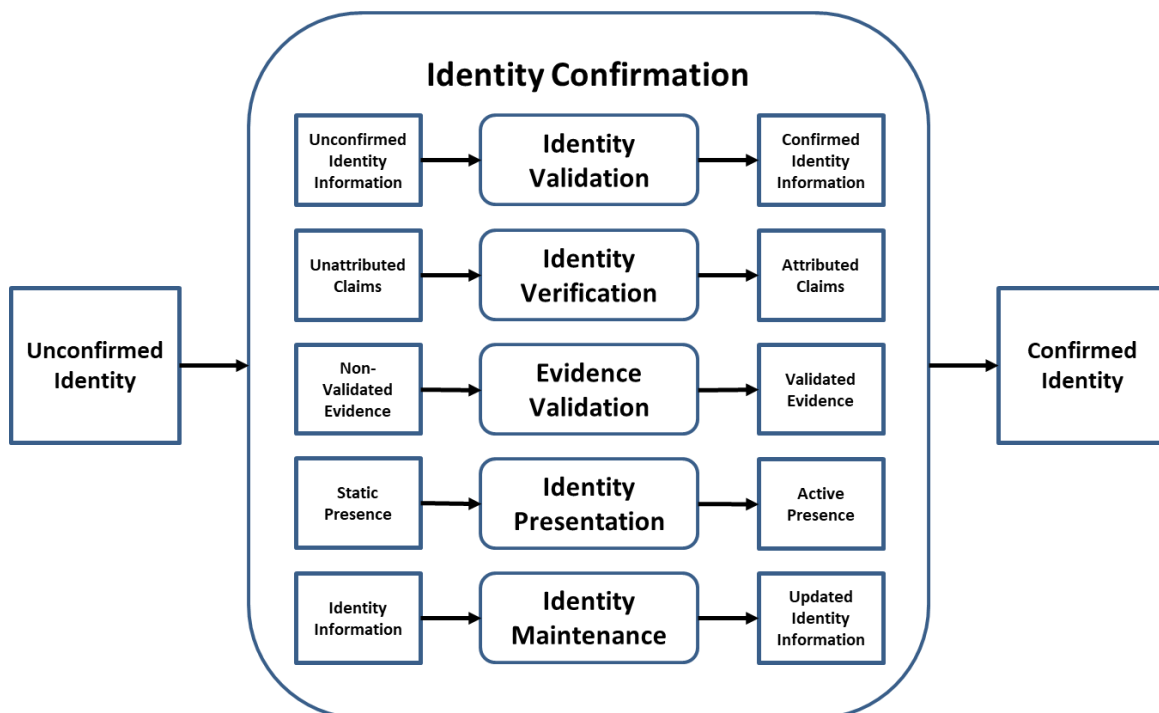 Identity Confirmation
Unconfirmed
Identity
Information
Identity
Validation
Confirmed
Identity
Information
Unattributed
Claims
Identity
Verification
Attributed
Claims
Unconfirmed
Identity
Non-
Validated
Evidence
Evidence
Validation
Validated
Evidence
Confirmed
Identity
Static
Presence
Identity
Presentation
Active
Presence
Identity
Information
Identity
Maintenance
Updated
Identity
Information